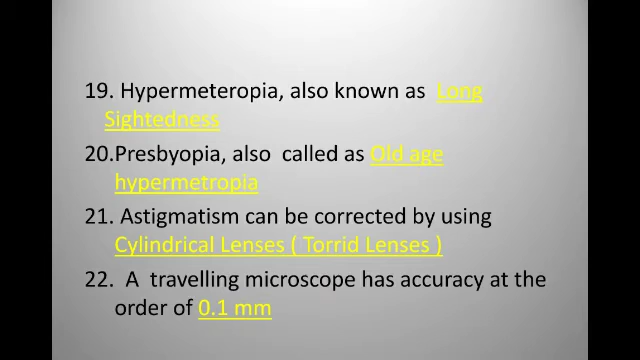 19. Hypermeteropia, also known as Long
Sightedness
20.Presbyopia, also called as Old age
hypermetropia
21. Astigmatism can be corrected by using
Cylindrical Lenses ( Torrid Lenses )
22. A travelling microscope has accuracy at the
order of 0.1 mm